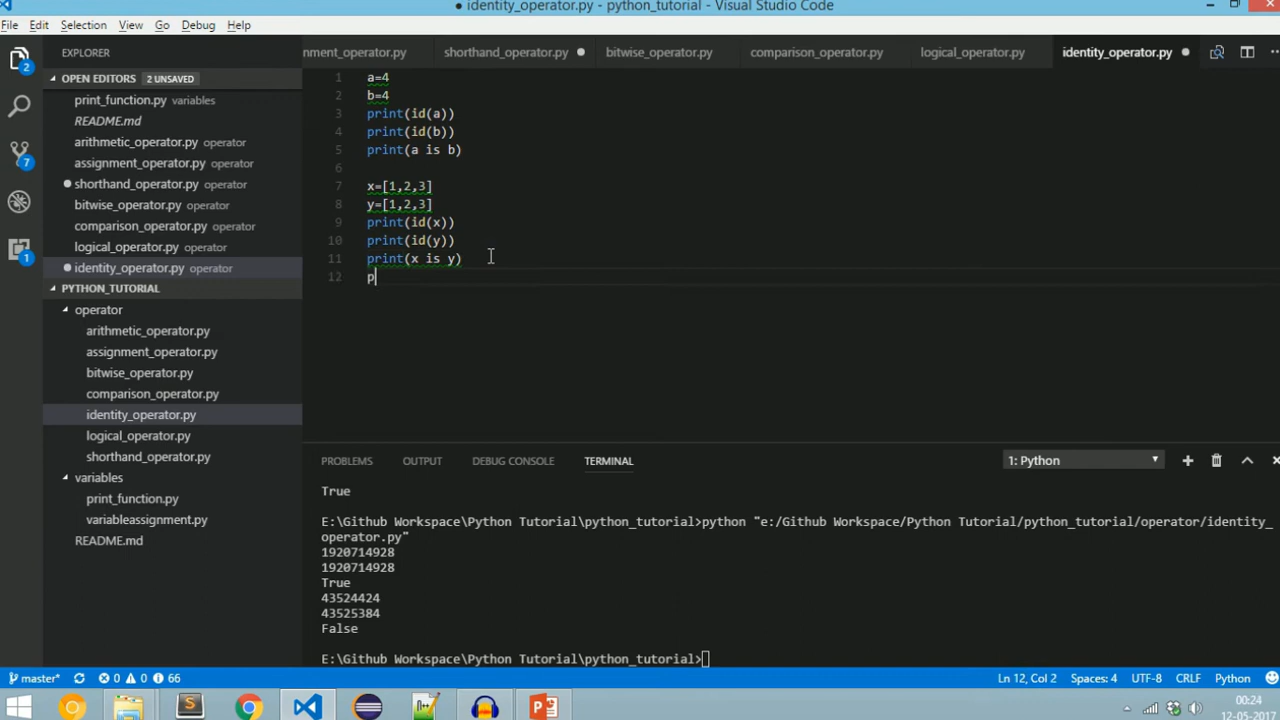 identity_operator.py - python_tutorial - Visual Studio Code
File Edit Selection View Go Debug Help
EXPLORER
nment_operator.py shorthand_operator.py bitwise_operator.py comparison_operator.py logical_operator.py identity_operator.py
OPEN EDITORS 2 UNSAVED
print_function.py variables
README.md
arithmetic_operator.py operator
assignment_operator.py operator
shorthand_operator.py operator
bitwise_operator.py operator
comparison_operator.py operator
logical_operator.py operator
identity_operator.py operator
PYTHON_TUTORIAL
operator
arithmetic_operator.py
assignment_operator.py
bitwise_operator.py
comparison_operator.py
identity_operator.py
logical_operator.py
shorthand_operator.py
variables
print_function.py
variableassignment.py
README.md
2
7
1
1 a=4
2 b=4
3 print(id(a))
4 print(id(b))
5 print(a is b)
6
7 x=[1,2,3]
8 y=[1,2,3]
9 print(id(x))
10 print(id(y))
11 print(x is y)
12 p
PROBLEMS OUTPUT DEBUG CONSOLE TERMINAL 1: Python
True
E:\Github Workspace\Python Tutorial\python_tutorial>python "e:/Github Workspace/Python Tutorial/python_tutorial/operator/identity_
operator.py"
1920714928
1920714928
True
43524424
43525384
False
E:\Github Workspace\Python Tutorial\python_tutorial>
master* 0 0 66 Ln 12, Col 2 Spaces: 4 UTF-8 CRLF Python
00:24
12-05-2017